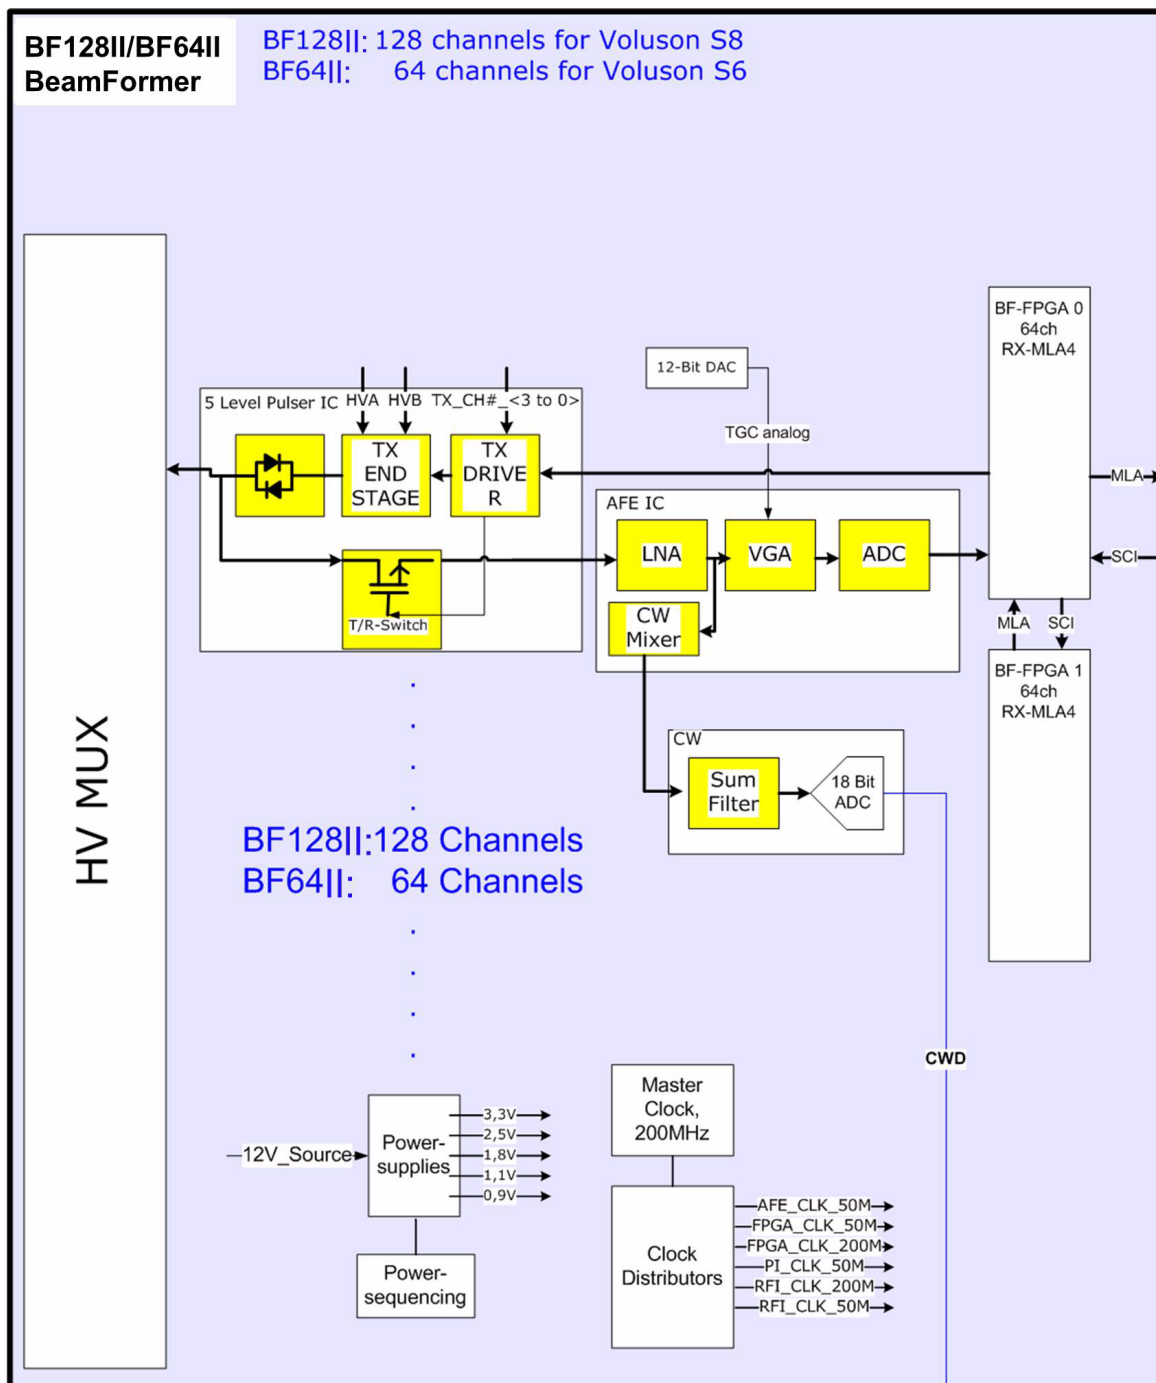 BF128II/BF64II
BeamFormer
BF128II: 128 channels for Voluson S8
BF64II: 64 channels for Voluson S6
HV MUX
5 Level Pulser IC
HVA
HVB
TX_CH#_<3 to 0>
TX
END
STAGE
TX
DRIVE
R
T/R-Switch
12-Bit DAC
TGC analog
AFE IC
LNA
VGA
ADC
CW
Mixer
BF-FPGA 0
64ch
RX-MLA4
MLA
SCI
MLA
SCI
BF-FPGA 1
64ch
RX-MLA4
CW
Sum
Filter
18 Bit
ADC
BF128II:128 Channels
BF64II: 64 Channels
CWD
12V_Source
Power-
supplies
3,3V
2,5V
1,8V
1,1V
0,9V
Power-
sequencing
Master
Clock,
200MHz
Clock
Distributors
AFE_CLK_50M
FPGA_CLK_50M
FPGA_CLK_200M
PI_CLK_50M
RFI_CLK_200M
RFI_CLK_50M